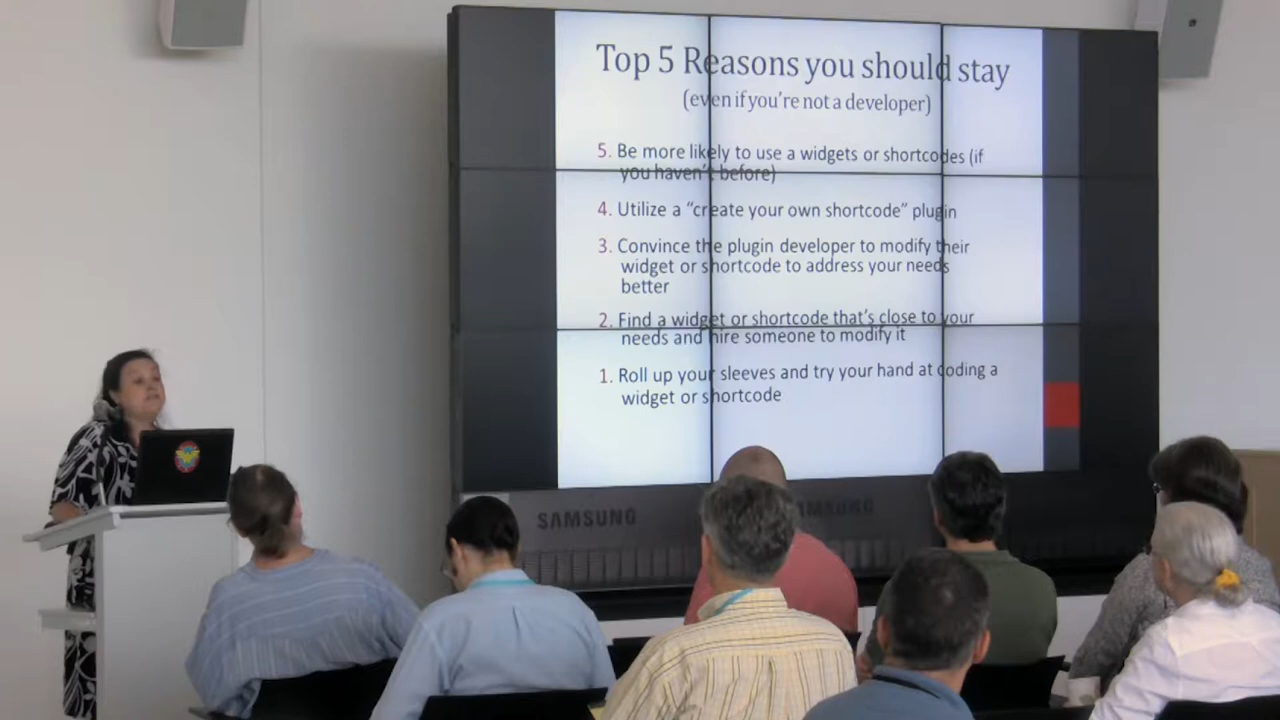 Top 5 Reasons you should stay
(even if you're not a developer)
5. Be more likely to use a widgets or shortcodes (if
you haven't before)
4. Utilize a “create your own shortcode” plugin
3. Convince the plugin developer to modify their
widget or shortcode to address your needs
better
2. Find a widget or shortcode that's close to your
needs and hire someone to modify it
1. Roll up your sleeves and try your hand at coding a
widget or shortcode
SAMSUNG
SAMSUNG